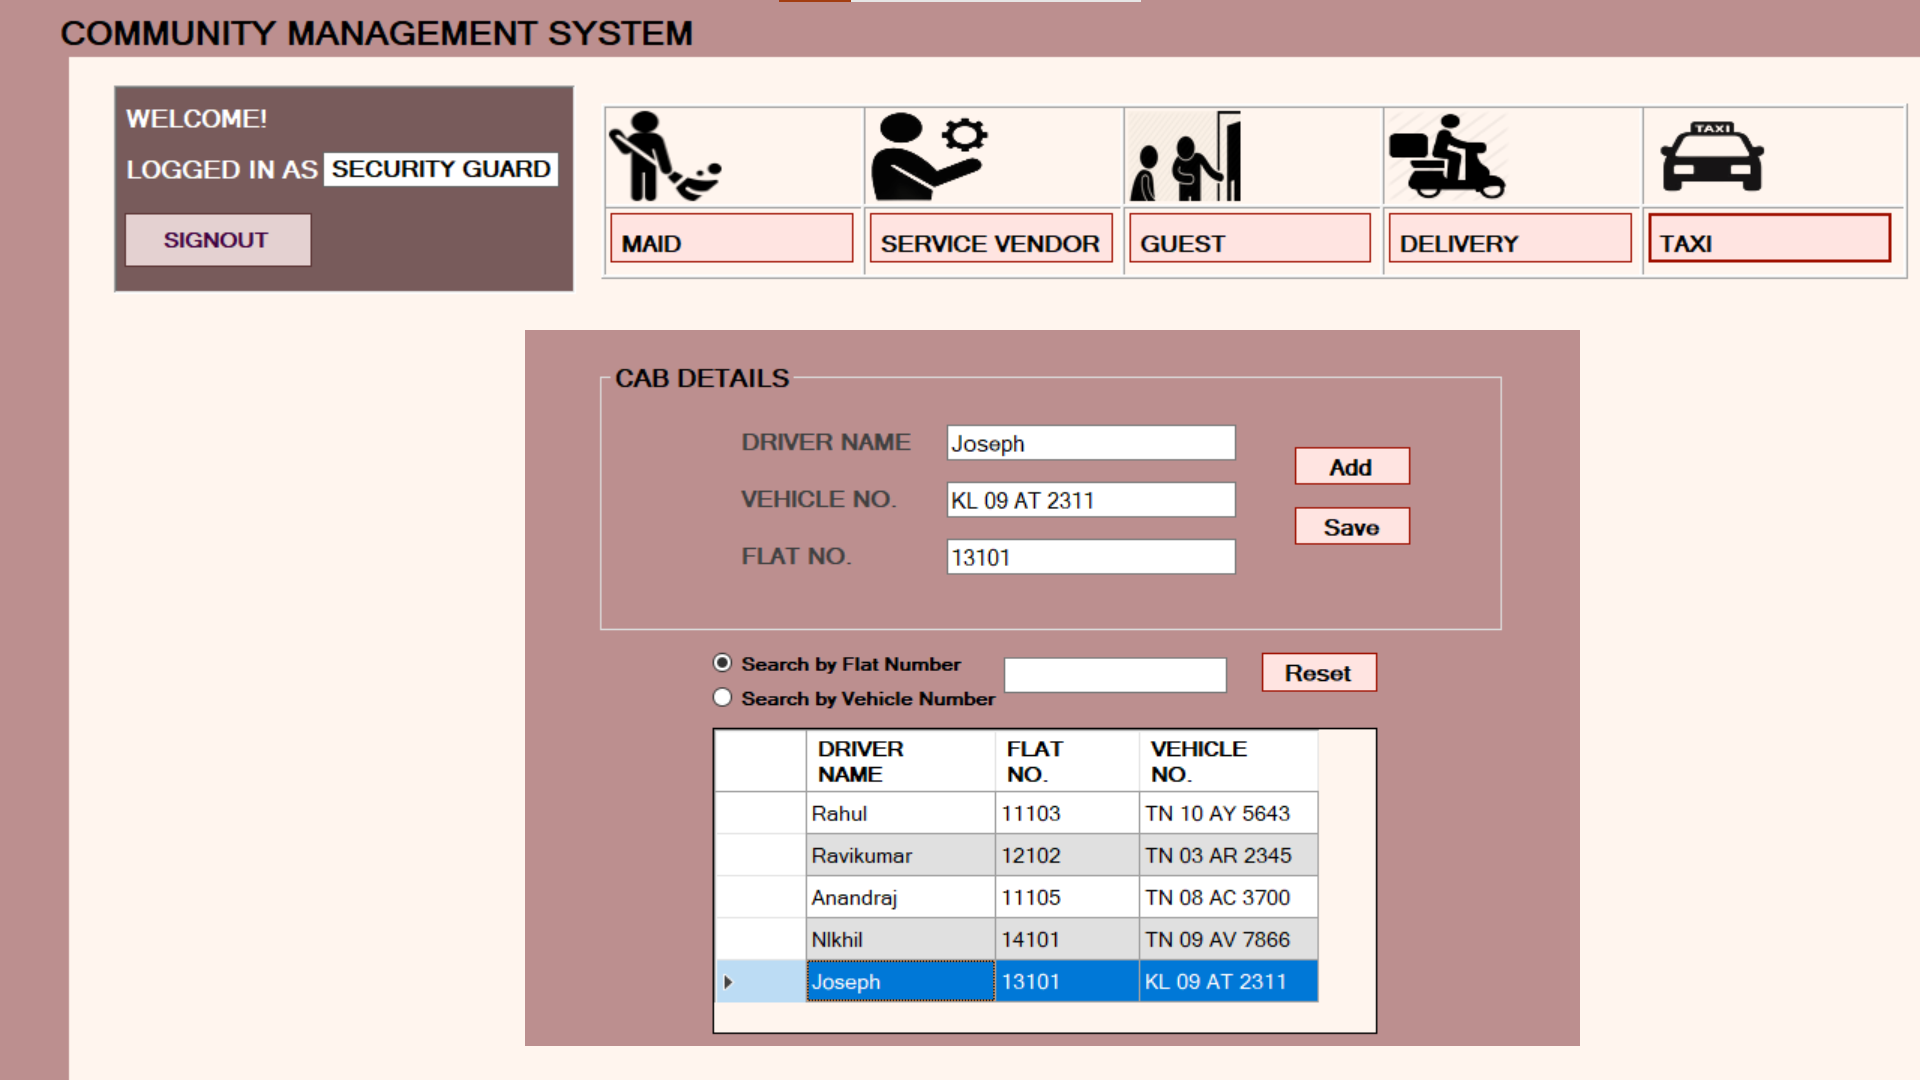 COMMUNITY MANAGEMENT SYSTEM
WELCOME!
LOGGED IN AS SECURITY GUARD
SIGNOUT
TAXI
MAID SERVICE VENDOR GUEST DELIVERY TAXI
CAB DETAILS
DRIVER NAME Joseph
Add
VEHICLE NO. KL 09 AT 2311
Save
FLAT NO. 13101
Search by Flat Number
Reset
Search by Vehicle Number
DRIVER NAME FLAT NO. VEHICLE NO.
Rahul 11103 TN 10 AY 5643
Ravikumar 12102 TN 03 AR 2345
Anandraj 11105 TN 08 AC 3700
NIkhil 14101 TN 09 AV 7866
Joseph 13101 KL 09 AT 2311